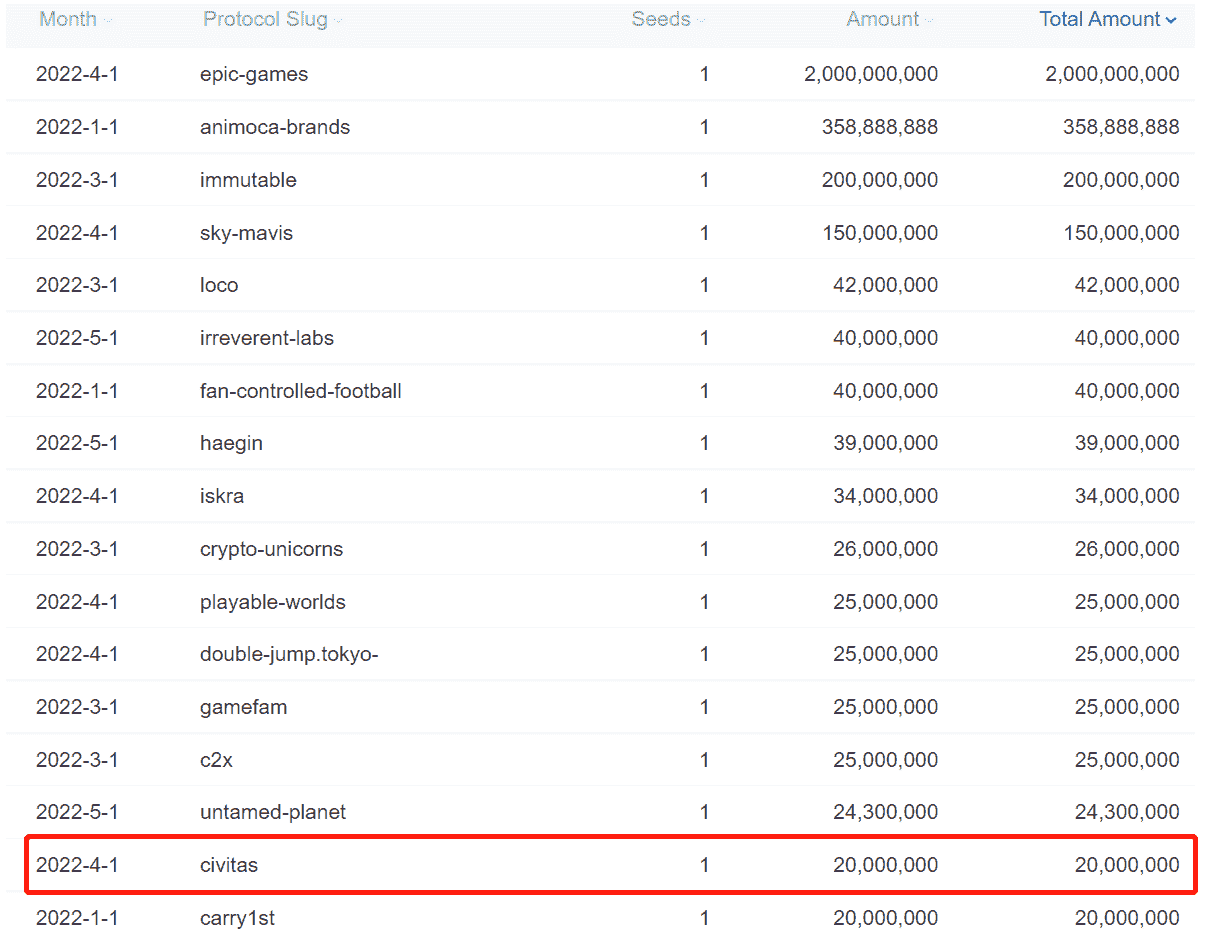 Month Protocol Slug Seeds Amount Total Amount
2022-4-1 epic-games 1 2,000,000,000 2,000,000,000
2022-1-1 animoca-brands 1 358,888,888 358,888,888
2022-3-1 immutable 1 200,000,000 200,000,000
2022-4-1 sky-mavis 1 150,000,000 150,000,000
2022-3-1 loco 1 42,000,000 42,000,000
2022-5-1 irreverent-labs 1 40,000,000 40,000,000
2022-1-1 fan-controlled-football 1 40,000,000 40,000,000
2022-5-1 haegin 1 39,000,000 39,000,000
2022-4-1 iskra 1 34,000,000 34,000,000
2022-3-1 crypto-unicorns 1 26,000,000 26,000,000
2022-4-1 playable-worlds 1 25,000,000 25,000,000
2022-4-1 double-jump.tokyo- 1 25,000,000 25,000,000
2022-3-1 gamefam 1 25,000,000 25,000,000
2022-3-1 c2x 1 25,000,000 25,000,000
2022-5-1 untamed-planet 1 24,300,000 24,300,000
2022-4-1 civitas 1 20,000,000 20,000,000
2022-1-1 carry1st 1 20,000,000 20,000,000